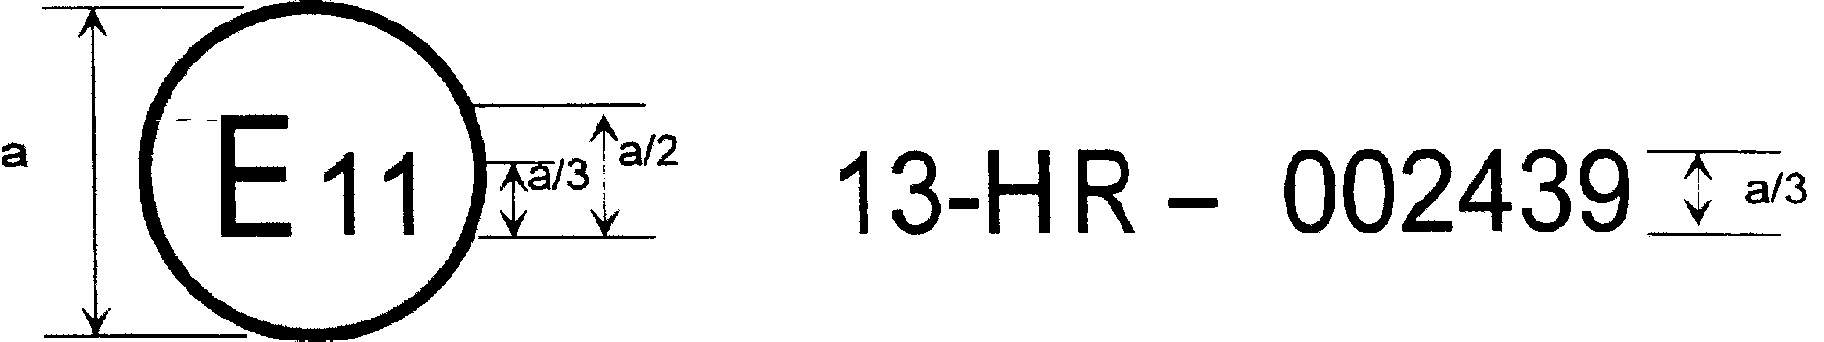 a E 11 a/3 a/2 13-HR – 002439 a/3